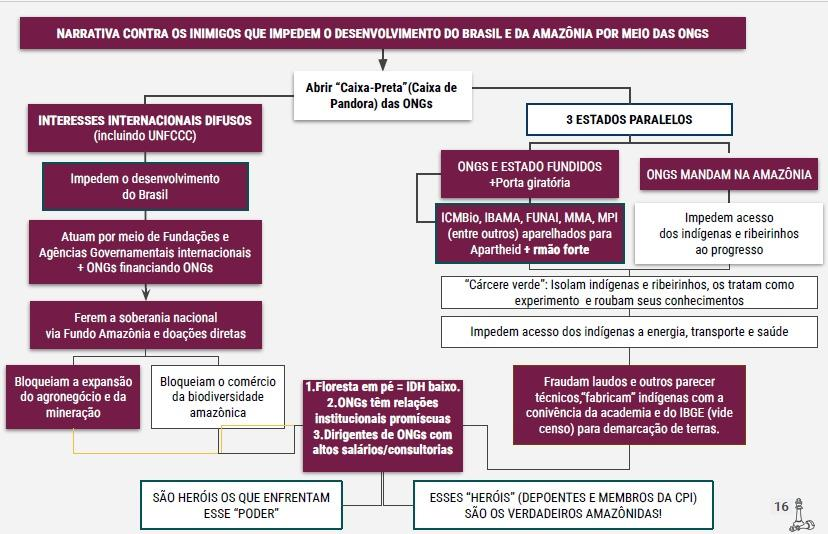 NARRATIVA CONTRA OS INIMIGOS QUE IMPEDEM O DESENVOLVIMENTO DO BRASIL E DA AMAZÔNIA POR MEIO DAS ONGS
Abrir “Caixa-Preta”(Caixa de
Pandora) das ONGs
INTERESSES INTERNACIONAIS DIFUSOS
(incluindo UNFCCC)
Impedem o desenvolvimento
do Brasil
Atuam por meio de Fundações e
Agências Governamentais internacionais
+ ONGs financiando ONGs
Ferem a soberania nacional
via Fundo Amazônia e doações diretas
Bloqueiam a expansão
do agronegócio e da
mineração
Bloqueiam o comércio
da biodiversidade
amazônica
3 ESTADOS PARALELOS
ONGS E ESTADO FUNDIDOS
+Porta giratória
ICMBio, IBAMA, FUNAI, MMA, MPI
(entre outros) aparelhados para
Apartheid + rmão forte
ONGS MANDAM NA AMAZÔNIA
Impedem acesso
dos indígenas e ribeirinhos
ao progresso
“Cárcere verde”: Isolam indígenas e ribeirinhos, os tratam como
experimento e roubam seus conhecimentos
Impedem acesso dos indígenas a energia, transporte e saúde
Fraudam laudos e outros parecer
técnicos,“fabricam” indígenas com a
conivência da academia e do IBGE (vide
censo) para demarcação de terras.
1.Floresta em pé = IDH baixo.
2.ONGs têm relações
institucionais promíscuas
3.Dirigentes de ONGs com
altos salários/consultorias
SÃO HERÓIS OS QUE ENFRENTAM
ESSE “PODER”
ESSES “HERÓIS” (DEPOENTES E MEMBROS DA CPI)
SÃO OS VERDADEIROS AMAZÔNIDAS!
16